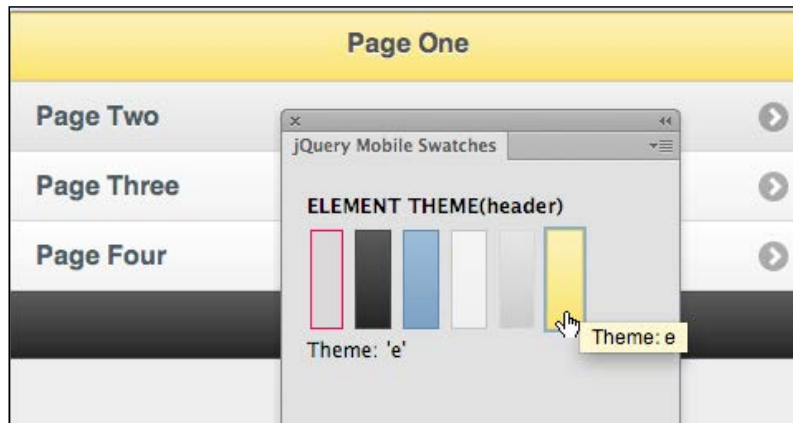 Page One
Page Two
Page Three
Page Four
jQuery Mobile Swatches
ELEMENT THEME(header)
Theme: 'e'
Theme: e